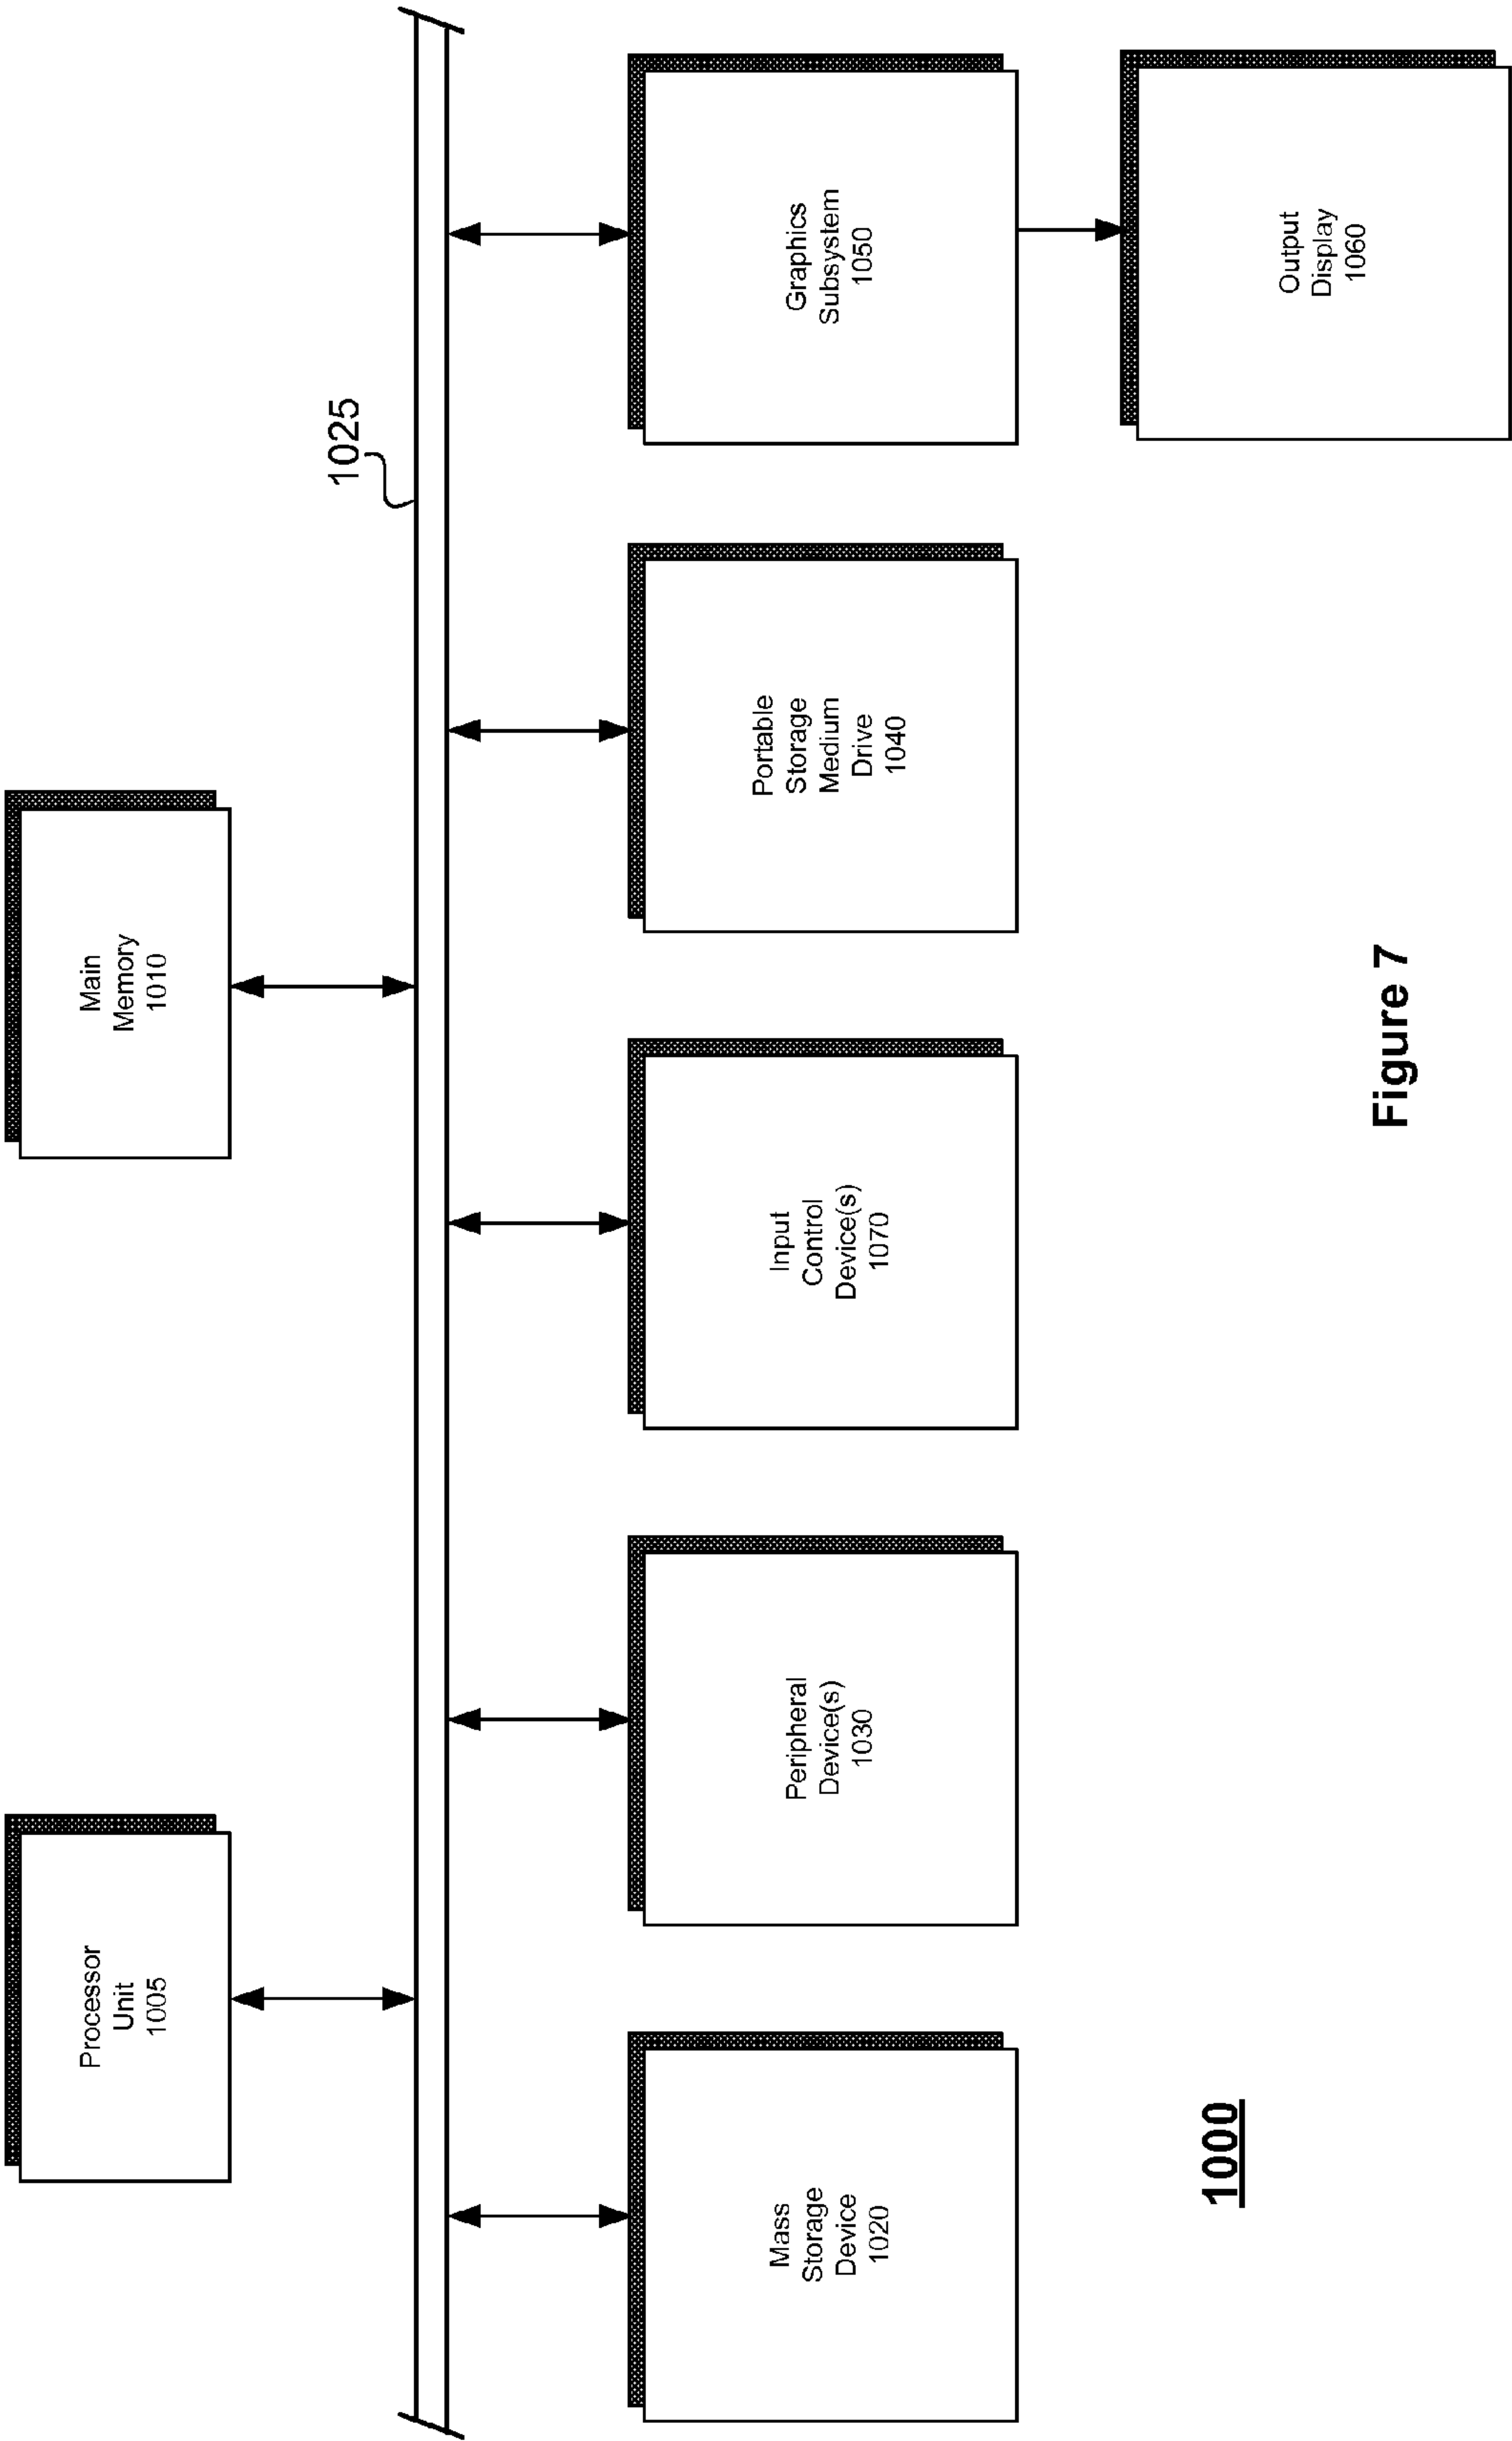 Processor
Unit
1005
Main
Memory
1010
1025
Mass
Storage
Device
1020
Peripheral
Device(s)
1030
Input
Control
Device(s)
1070
Portable
Storage
Medium
Drive
1040
Graphics
Subsystem
1050
Output
Display
1060
1000
Figure 7